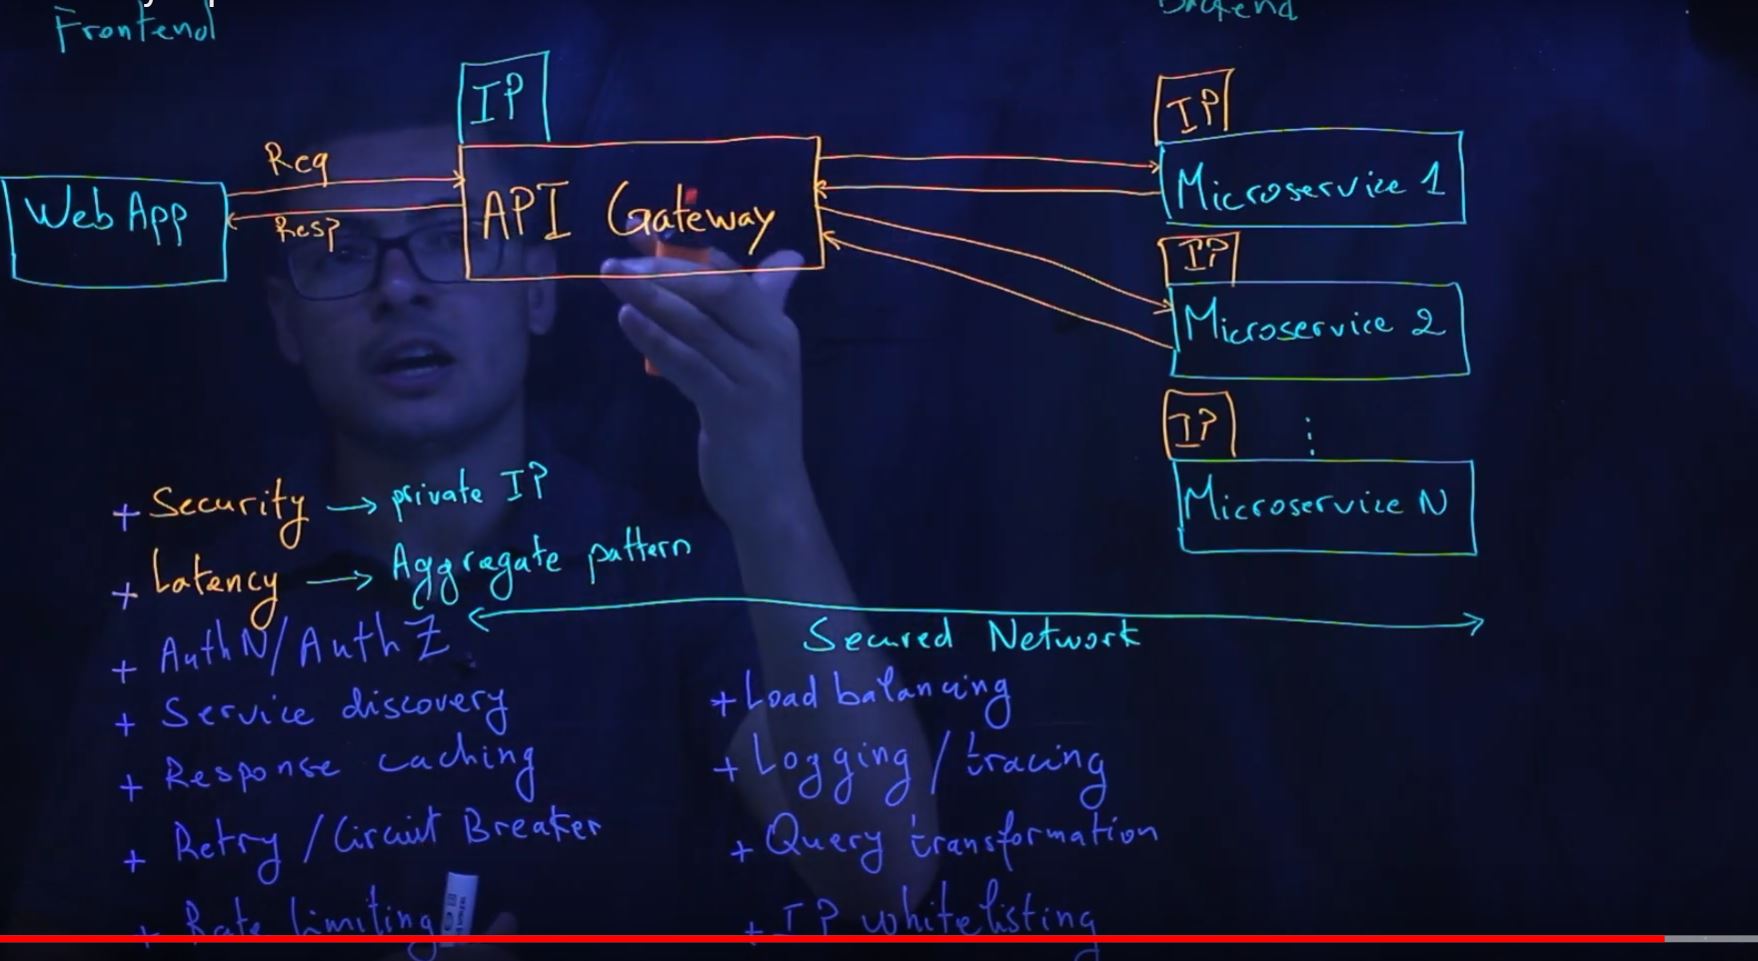 Frontend
Backend
IP
IP
Req
Web App
API Gateway
Microservice 1
Resp
IP
Microservice 2
IP
⋮
+ Security → private IP
Microservice N
+ Latency → Aggregate pattern
+ AuthN/AuthZ
Secured Network
+ Service discovery
+ Load balancing
+ Response caching
+ Logging / tracing
+ Retry / Circuit Breaker
+ Query transformation
+ Rate limiting
+ IP whitelisting